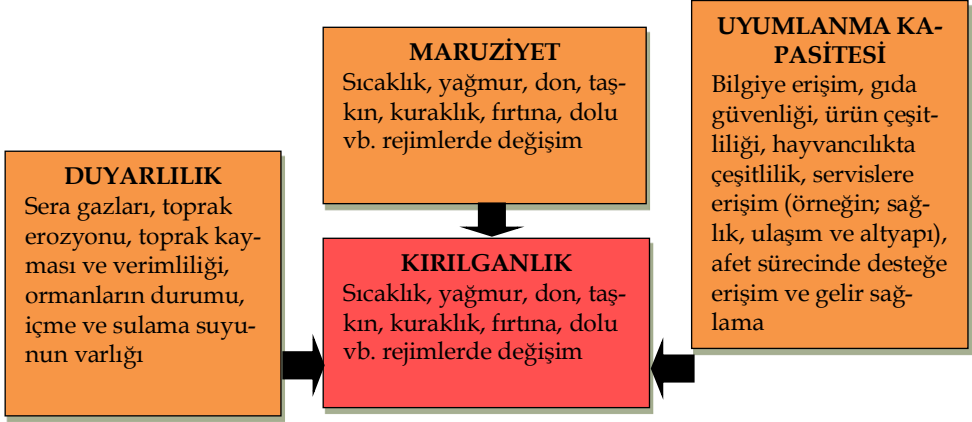 DUYARLILIK
Sera gazları, toprak
erozyonu, toprak kay-
ması ve verimliliği,
ormanların durumu,
içme ve sulama suyu-
nun varlığı
MARUZİYET
Sıcaklık, yağmur, don, taş-
kın, kuraklık, fırtına, dolu
vb. rejimlerde değişim
KIRILGANLIK
Sıcaklık, yağmur, don, taş-
kın, kuraklık, fırtına, dolu
vb. rejimlerde değişim
UYUMLANMA KA-
PASİTESİ
Bilgiye erişim, gıda
güvenliği, ürün çeşit-
liliği, hayvancılıkta
çeşitlilik, servislere
erişim (örneğin; sağ-
lık, ulaşım ve altyapı),
afet sürecinde desteğe
erişim ve gelir sağ-
lama